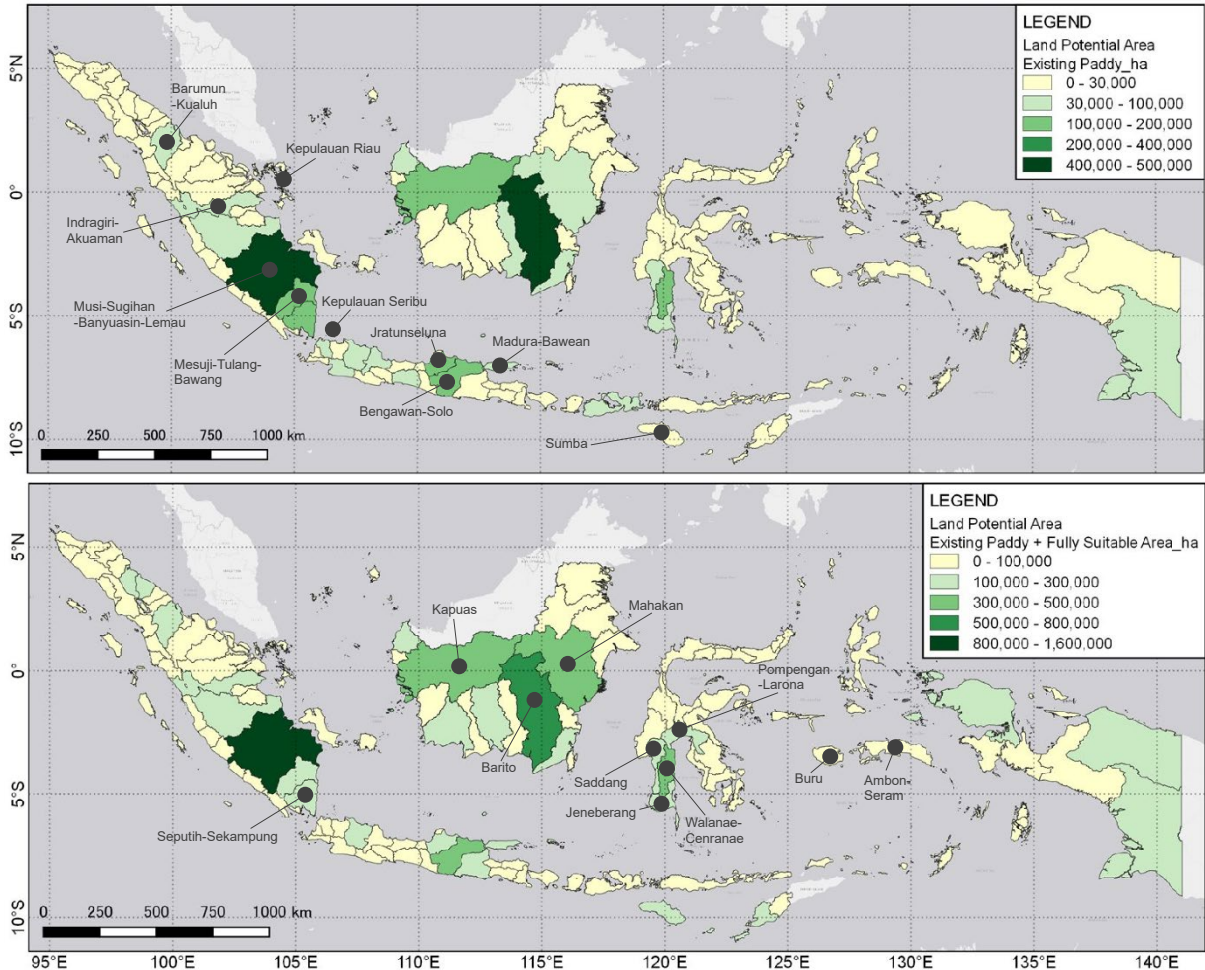 LEGEND
Land Potential Area
Existing Paddy_ha
0 - 30,000
30,000 - 100,000
100,000 - 200,000
200,000 - 400,000
400,000 - 500,000
5°N
0°
5°S
10°S
Barumun
-Kualuh
Kepulauan Riau
Indragiri-
Akuaman
Musi-Sugihan
-Banyuasin-Lemau
Mesuji-Tulang-
Bawang
Kepulauan Seribu
Jratunseluna
Madura-Bawean
Bengawan-Solo
Sumba
0 250 500 750 1000 km
LEGEND
Land Potential Area
Existing Paddy + Fully Suitable Area_ha
0 - 100,000
100,000 - 300,000
300,000 - 500,000
500,000 - 800,000
800,000 - 1,600,000
5°N
0°
5°S
10°S
Kapuas
Mahakan
Pompengan
-Larona
Barito
Saddang
Jeneberang
Walanae-
Cenranae
Buru
Ambon-
Seram
Seputih-Sekampung
0 250 500 750 1000 km
95°E 100°E 105°E 110°E 115°E 120°E 125°E 130°E 135°E 140°E